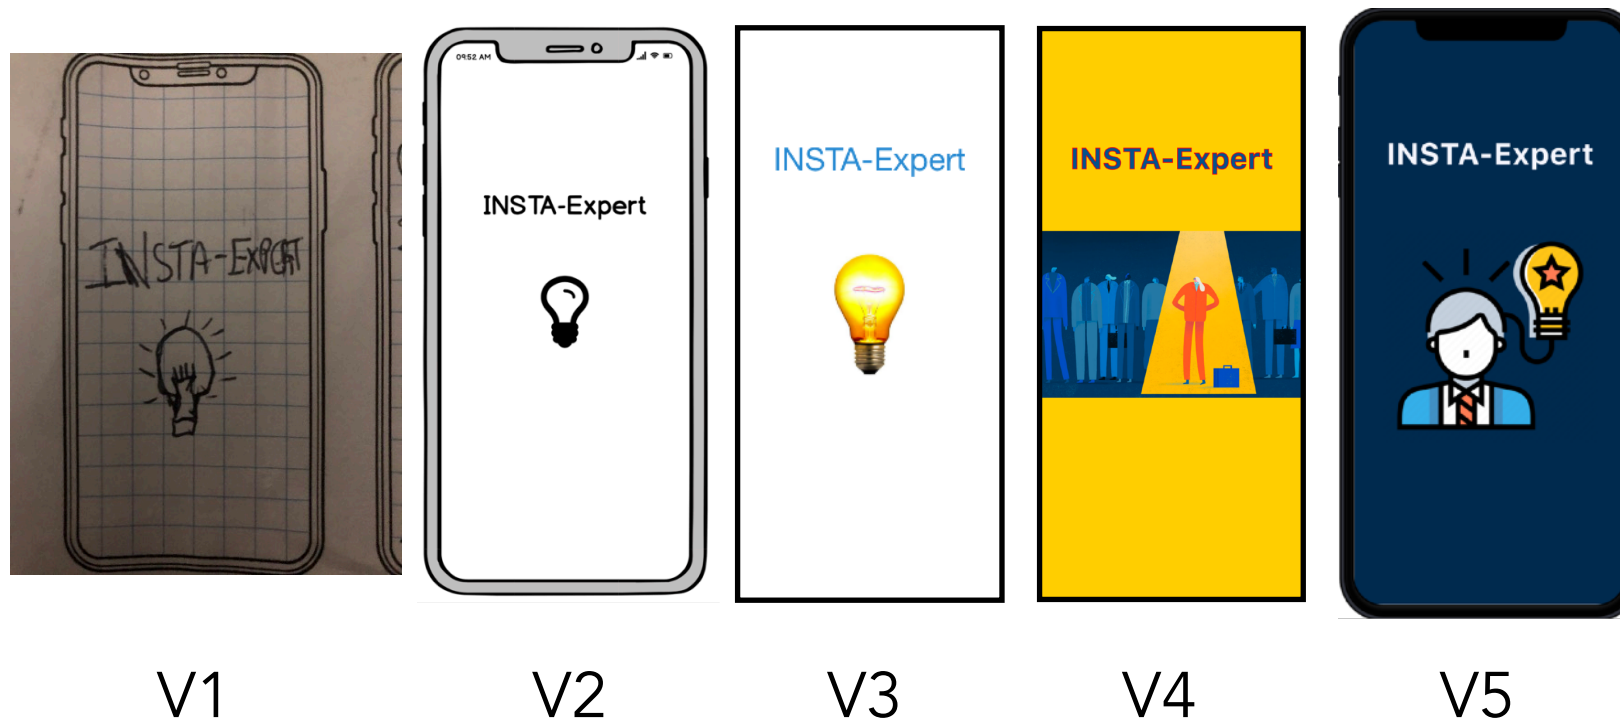 INSTA-EXPERT
09:52 AM
INSTA-Expert
INSTA-Expert
INSTA-Expert
INSTA-Expert
V1
V2
V3
V4
V5